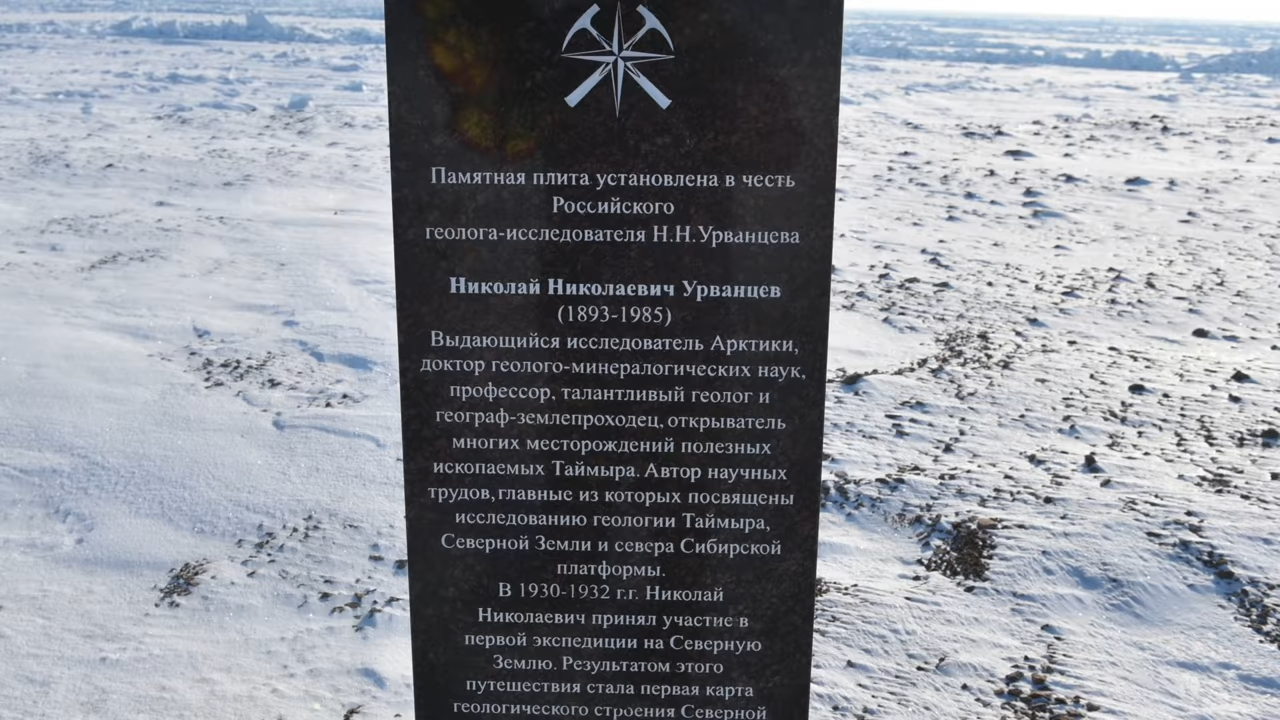 Памятная плита установлена в честь
Российского
геолога-исследователя Н.Н.Урванцева
Николай Николаевич Урванцев
(1893-1985)
Выдающийся исследователь Арктики,
доктор геолого-минералогических наук,
профессор, талантливый геолог и
географ-землепроходец, открыватель
многих месторождений полезных
ископаемых Таймыра. Автор научных
трудов, главные из которых посвящены
исследованию геологии Таймыра,
Северной Земли и севера Сибирской
платформы.
В 1930-1932 г.г. Николай
Николаевич принял участие в
первой экспедиции на Северную
Землю. Результатом этого
путешествия стала первая карта
геологического строения Северной